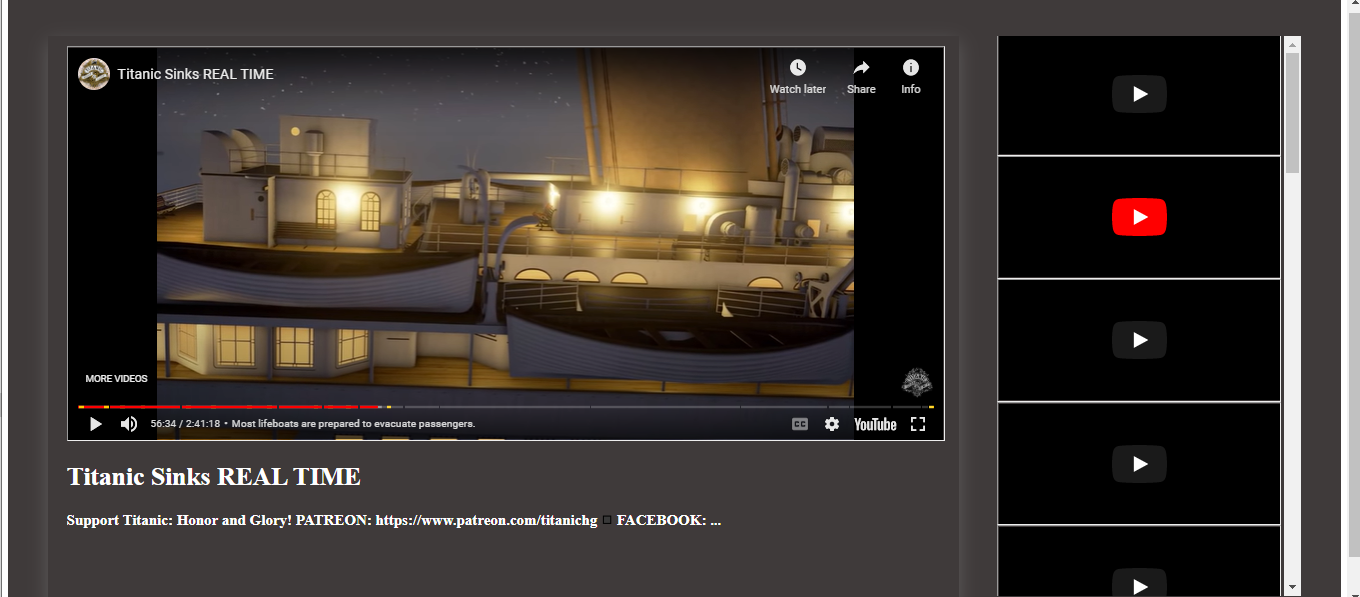 Titanic Sinks REAL TIME
Watch later
Share
Info
MORE VIDEOS
56:34 / 2:41:18 • Most lifeboats are prepared to evacuate passengers.
CC
YouTube
Titanic Sinks REAL TIME
Support Titanic: Honor and Glory! PATREON: https://www.patreon.com/titanichg □ FACEBOOK: ...